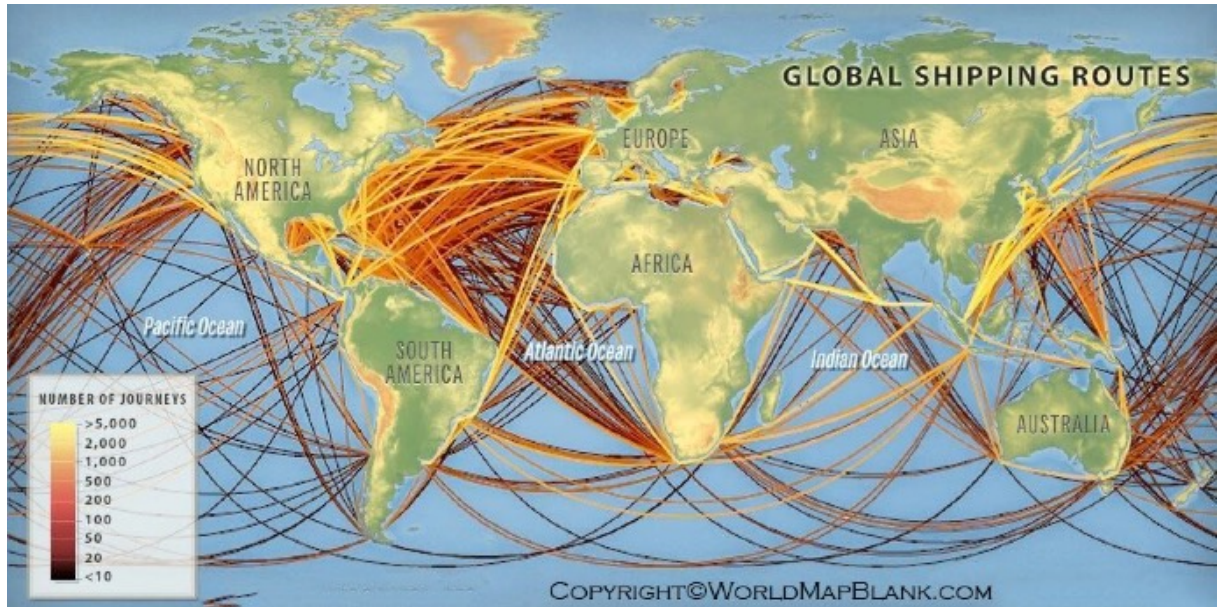 GLOBAL SHIPPING ROUTES
NORTH
AMERICA
EUROPE
ASIA
AFRICA
Pacific Ocean
SOUTH
AMERICA
Atlantic Ocean
Indian Ocean
AUSTRALIA
NUMBER OF JOURNEYS
>5,000
2,000
1,000
500
200
100
50
20
<10
COPYRIGHT©WORLDMAPBLANK.COM